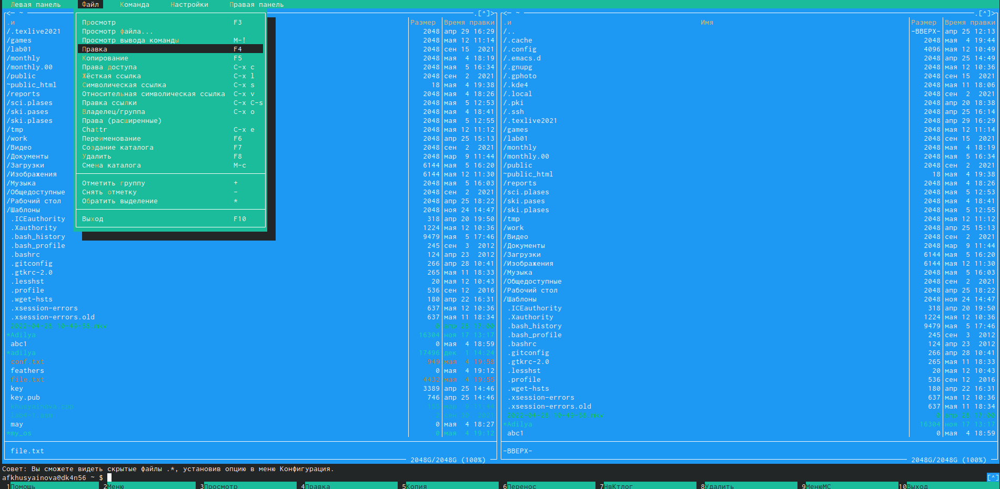 Левая панель Файл Команда Настройки Правая панель
<— ~ .[^]> <— ~ .[^]>
.и Размер Время правки .и Имя Размер Время правки
Просмотр F3
Просмотр файла...
Просмотр вывода команды M-!
Правка F4
Копирование F5
Права доступа C-x c
Жёсткая ссылка C-x l
Символическая ссылка C-x s
Относительная символическая ссылка C-x v
Правка ссылки C-x C-s
Владелец/группа C-x o
Права (расширенные)
Chattr C-x e
Переименование F6
Создание каталога F7
Удалить F8
Смена каталога M-c
Отметить группу +
Снять отметку -
Обратить выделение *
Выход F10
/.texlive2021 2048 апр 29 16:29
/games 2048 мая 12 11:14
/lab01 2048 сен 15 2021
/monthly 2048 мая 4 18:19
/monthly.00 2048 мая 5 16:34
/public 2048 сен 2 2021
~public_html 18 мая 4 19:38
/reports 2048 мая 4 18:26
/sci.plases 2048 мая 5 12:53
/ski.pases 2048 мая 4 18:41
/ski.plases 2048 мая 5 12:55
/tmp 2048 мая 12 11:12
/work 2048 апр 25 15:13
/Видео 2048 сен 2 2021
/Документы 2048 мар 9 11:44
/Загрузки 6144 мая 5 16:20
/Изображения 6144 мая 12 11:30
/Музыка 2048 мая 5 16:03
/Общедоступные 2048 сен 2 2021
/Рабочий стол 2048 апр 25 18:22
/Шаблоны 2048 ноя 24 14:47
.ICEauthority 318 апр 20 19:50
.Xauthority 1224 мая 12 10:36
.bash_history 9479 мая 5 17:46
.bash_profile 245 сен 3 2012
.bashrc 124 апр 23 2012
.gitconfig 266 апр 28 10:41
.gtkrc-2.0 265 мая 11 18:33
.lesshst 20 мая 12 10:43
.profile 536 сен 12 2016
.wget-hsts 180 апр 22 16:31
.xsession-errors 637 мая 12 10:36
.xsession-errors.old 637 мая 11 18:34
*Adilya 16304 ноя 17 13:17
abc1 0 мая 4 18:59
*adilya 17496 дек 1 14:24
conf.txt 949 мая 4 19:58
feathers 0 мая 4 19:12
file.txt 4432 мая 4 19:55
key 3389 апр 25 14:46
key.pub 746 апр 25 14:46
khusyainova.cpp мар 9 11:44
2 сен 30 2021
may 0 мая 4 18:27
*my_os 0 мая 4 19:12
file.txt
2048G/2048G (100%)
/.. -ВВЕРХ- апр 25 12:13
/.cache 2048 мая 4 19:44
/.config 4096 мая 12 10:49
/.emacs.d 2048 апр 25 14:49
/.gnupg 2048 мая 12 10:36
/.gphoto 2048 сен 15 2021
/.kde4 2048 мая 11 18:06
/.local 2048 сен 2 2021
/.pki 2048 апр 20 18:38
/.ssh 2048 апр 25 16:14
/.texlive2021 2048 апр 29 16:29
/games 2048 мая 12 11:14
/lab01 2048 сен 15 2021
/monthly 2048 мая 4 18:19
/monthly.00 2048 мая 5 16:34
/public 2048 сен 2 2021
~public_html 18 мая 4 19:38
/reports 2048 мая 4 18:26
/sci.plases 2048 мая 5 12:53
/ski.pases 2048 мая 4 18:41
/ski.plases 2048 мая 5 12:55
/tmp 2048 мая 12 11:12
/work 2048 апр 25 15:13
/Видео 2048 сен 2 2021
/Документы 2048 мар 9 11:44
/Загрузки 6144 мая 5 16:20
/Изображения 6144 мая 12 11:30
/Музыка 2048 мая 5 16:03
/Общедоступные 2048 сен 2 2021
/Рабочий стол 2048 апр 25 18:22
/Шаблоны 2048 ноя 24 14:47
.ICEauthority 318 апр 20 19:50
.Xauthority 1224 мая 12 10:36
.bash_history 9479 мая 5 17:46
.bash_profile 245 сен 3 2012
.bashrc 124 апр 23 2012
.gitconfig 266 апр 28 10:41
.gtkrc-2.0 265 мая 11 18:33
.lesshst 20 мая 12 10:43
.profile 536 сен 12 2016
.wget-hsts 180 апр 22 16:31
.xsession-errors 637 мая 12 10:36
.xsession-errors.old 637 мая 11 18:34
*Adilya 16304 ноя 17 13:17
abc1 0 мая 4 18:59
-ВВЕРХ-
2048G/2048G (100%)
Совет: Вы сможете видеть скрытые файлы .*, установив опцию в меню Конфигурация.
afkhusyainova@dk4n56 ~ $ [^]
1Помощь 2Меню 3Просмотр 4Правка 5Копия 6Перенос 7НвКтлог 8Удалить 9МенюMC 10Выход